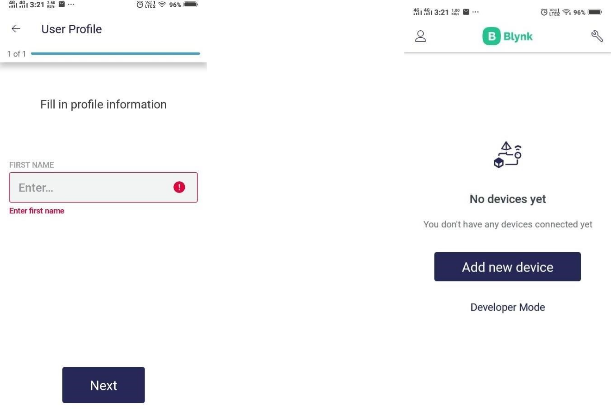 3:21
96%
User Profile
1 of 1
Fill in profile information
FIRST NAME
Enter...
!
Enter first name
Next
3:21
96%
B Blynk
No devices yet
You don't have any devices connected yet
Add new device
Developer Mode